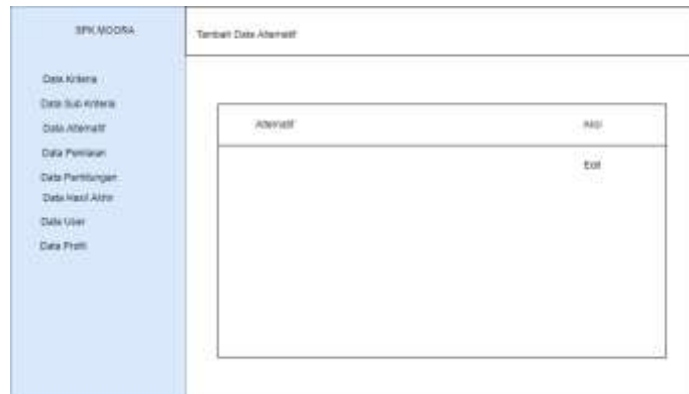 SPK MOORA
Tambah Data Alternatif
Data Kriteria
Data Sub Kriteria
Data Alternatif
Data Penilaian
Data Perhitungan
Data Hasil Akhir
Data User
Data Profil
Alternatif Aksi
Edit